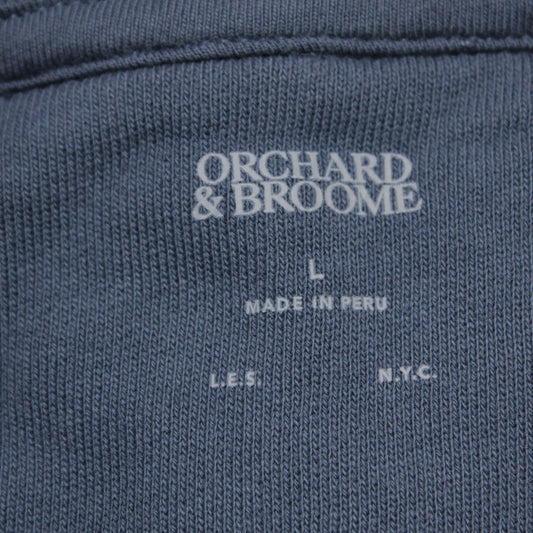 ORCHARD
& BROOME
L
MADE IN PERU
L.E.S. N.Y.C.